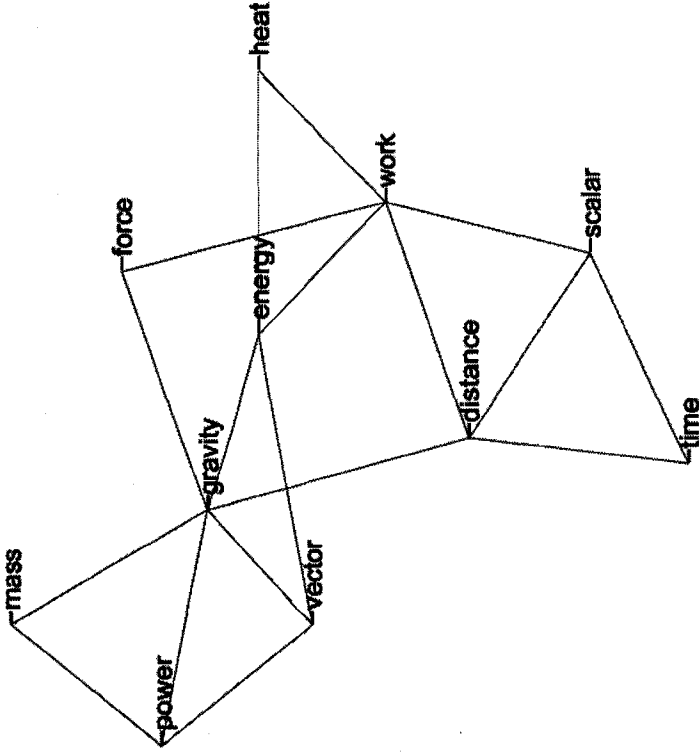 heat
force
work
scalar
energy
distance
time
gravity
mass
vector
power